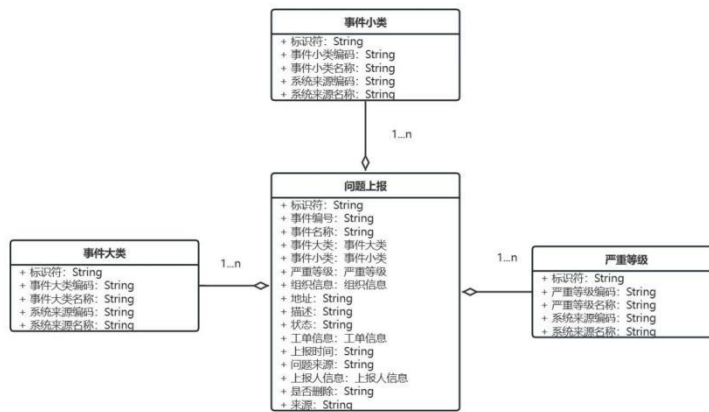 事件小类
+ 标识符：String
+ 事件小类编码：String
+ 事件小类名称：String
+ 系统来源编码：String
+ 系统来源名称：String
1...n
问题上报
+ 标识符：String
+ 事件编号：String
+ 事件名称：String
+ 事件大类：事件大类
+ 事件小类：事件小类
+ 严重等级：严重等级
+ 组织信息：组织信息
+ 地址：String
+ 描述：String
+ 状态：String
+ 工单信息：工单信息
+ 上报时间：String
+ 问题来源：String
+ 上报人信息：上报人信息
+ 是否删除：String
+ 来源：String
事件大类
+ 标识符：String
+ 事件大类编码：String
+ 事件大类名称：String
+ 系统来源编码：String
+ 系统来源名称：String
1...n
1...n
严重等级
+ 标识符：String
+ 严重等级编码：String
+ 严重等级名称：String
+ 系统来源编码：String
+ 系统来源名称：String